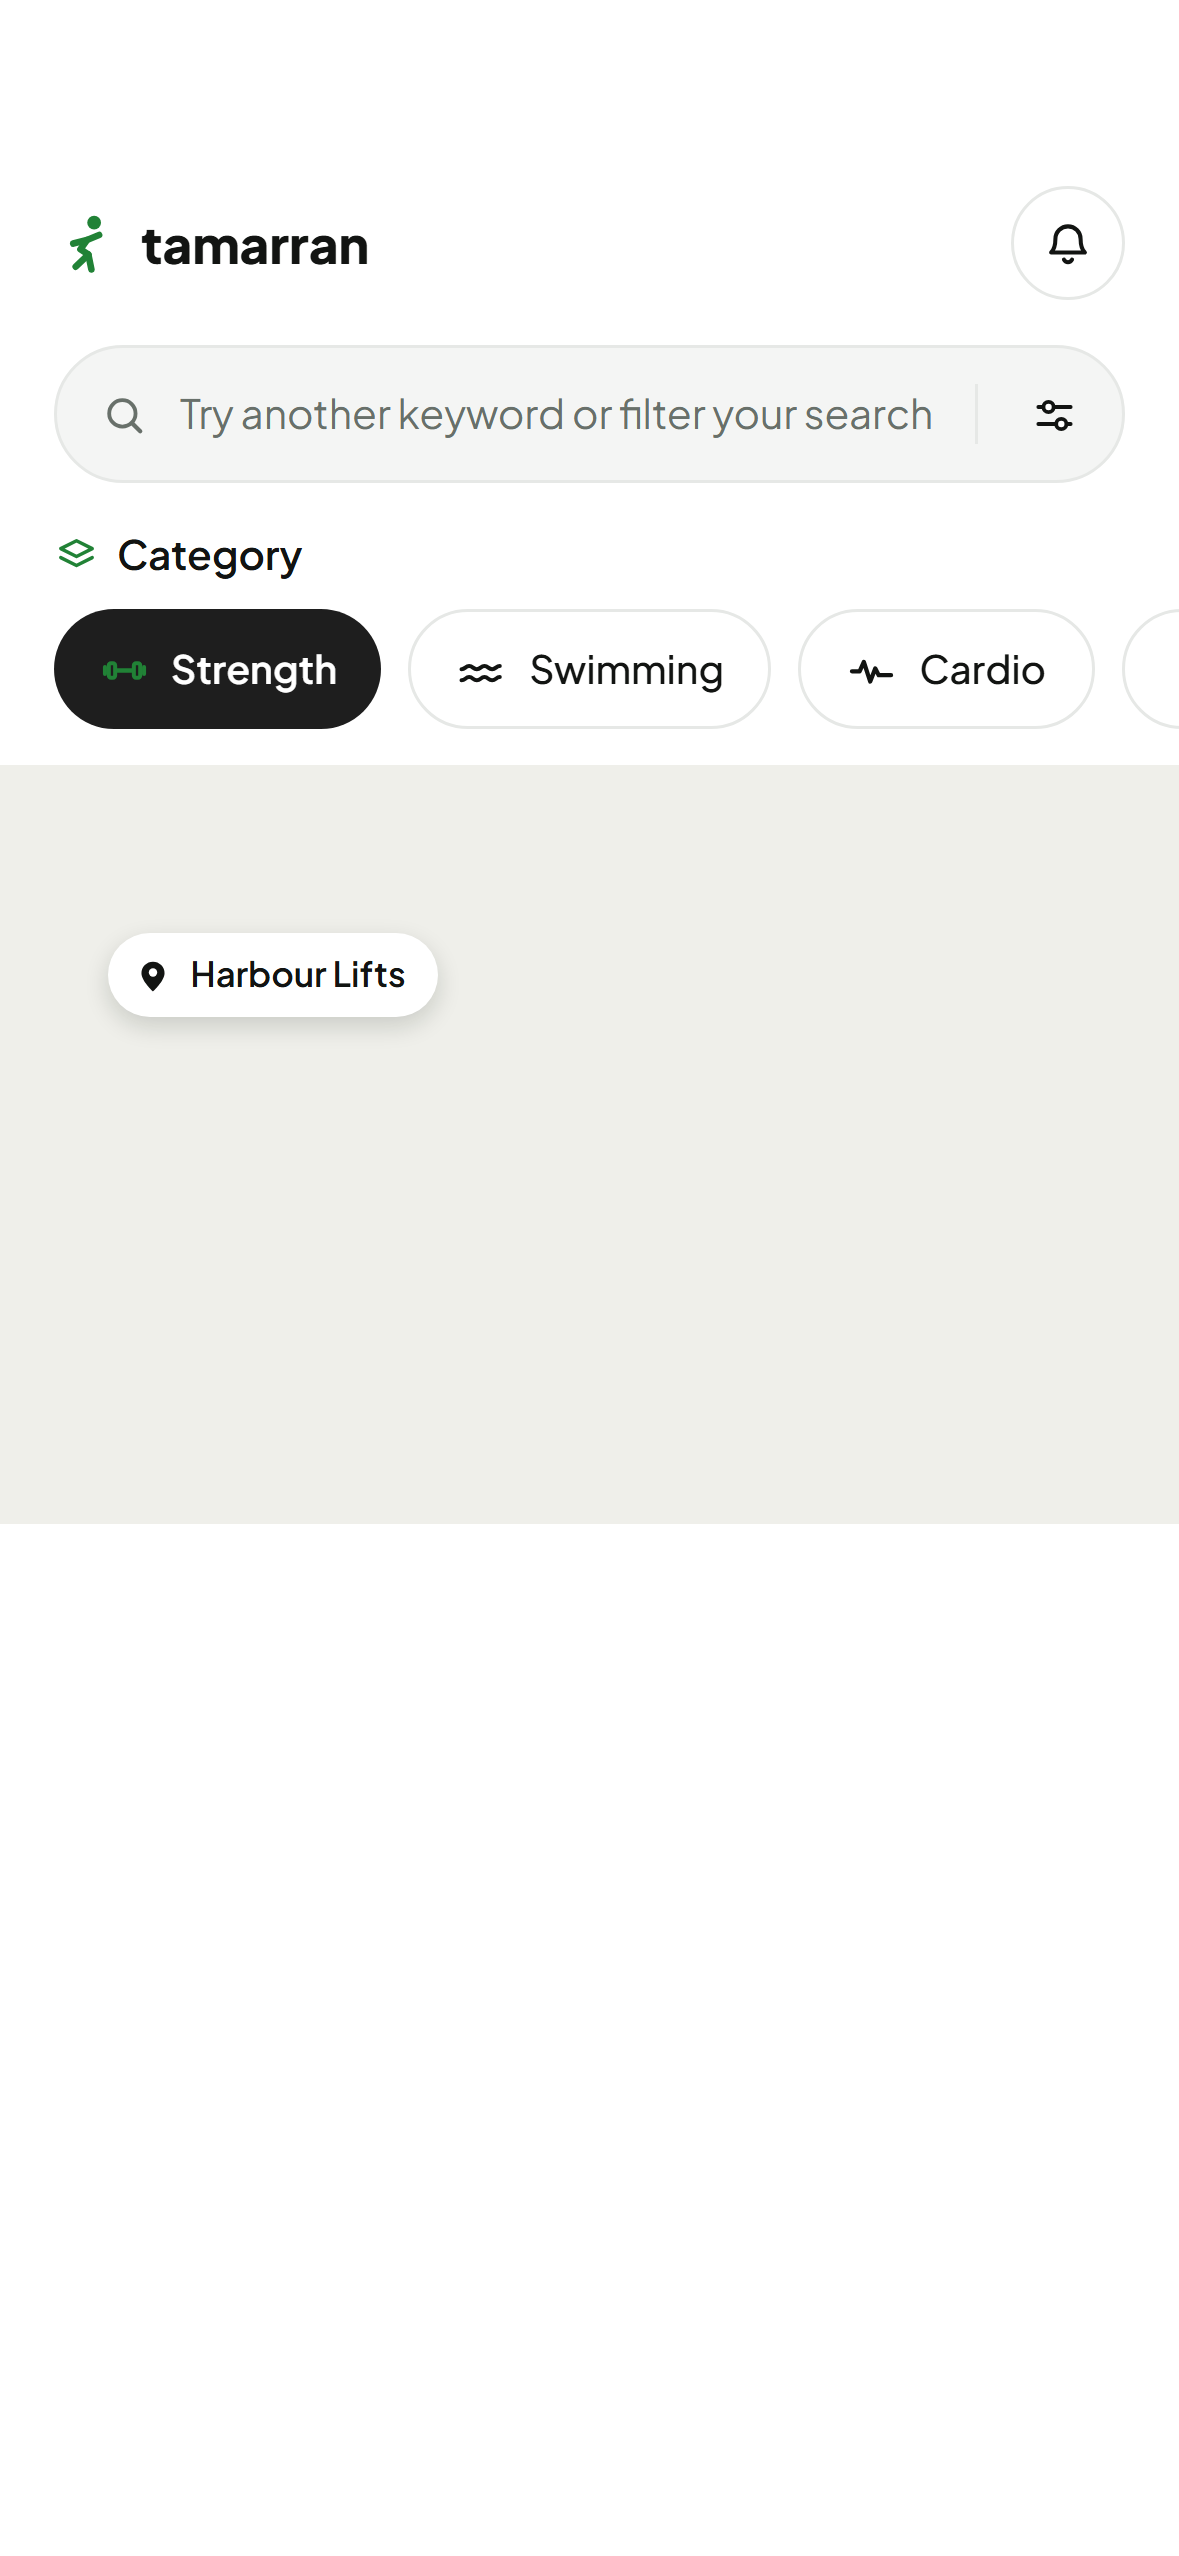 tamarran
Try another keyword or filter your search
Category
Strength
Swimming
Cardio
Harbour Lifts